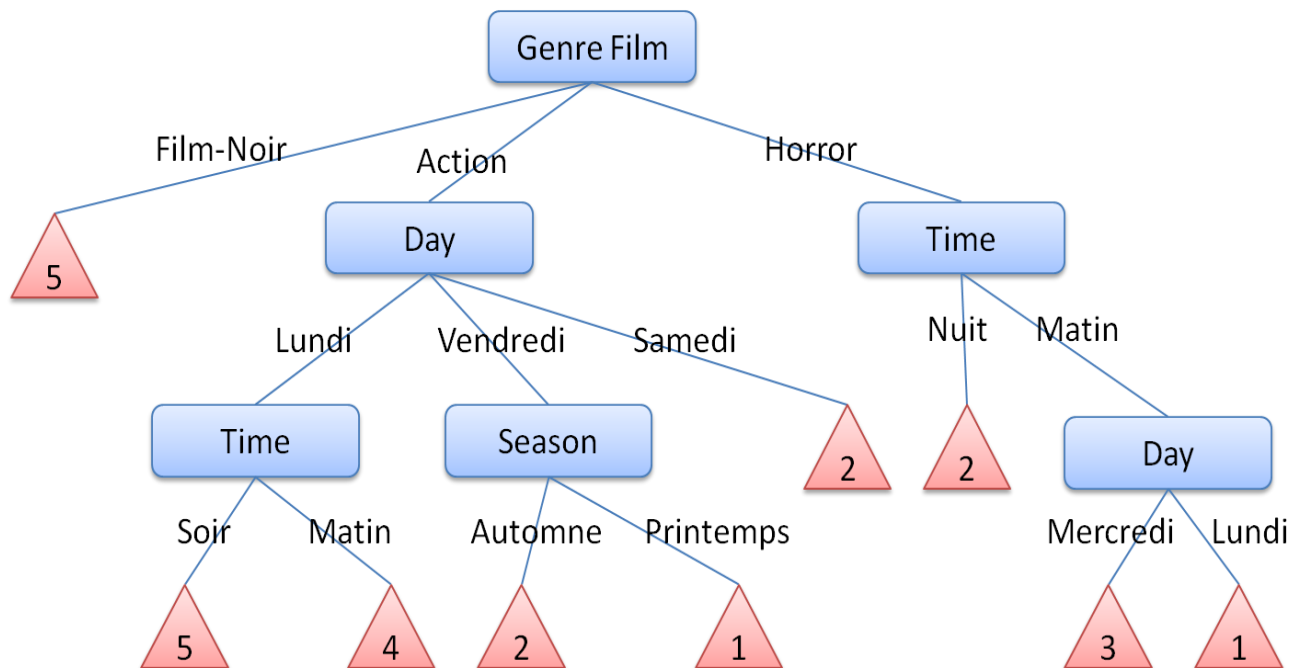 Genre Film
Film-Noir
Action
Horror
5
Day
Time
Lundi
Vendredi
Samedi
Nuit
Matin
Time
Season
2
2
Day
Soir
Matin
Automne
Printemps
Mercredi
Lundi
5
4
2
1
3
1